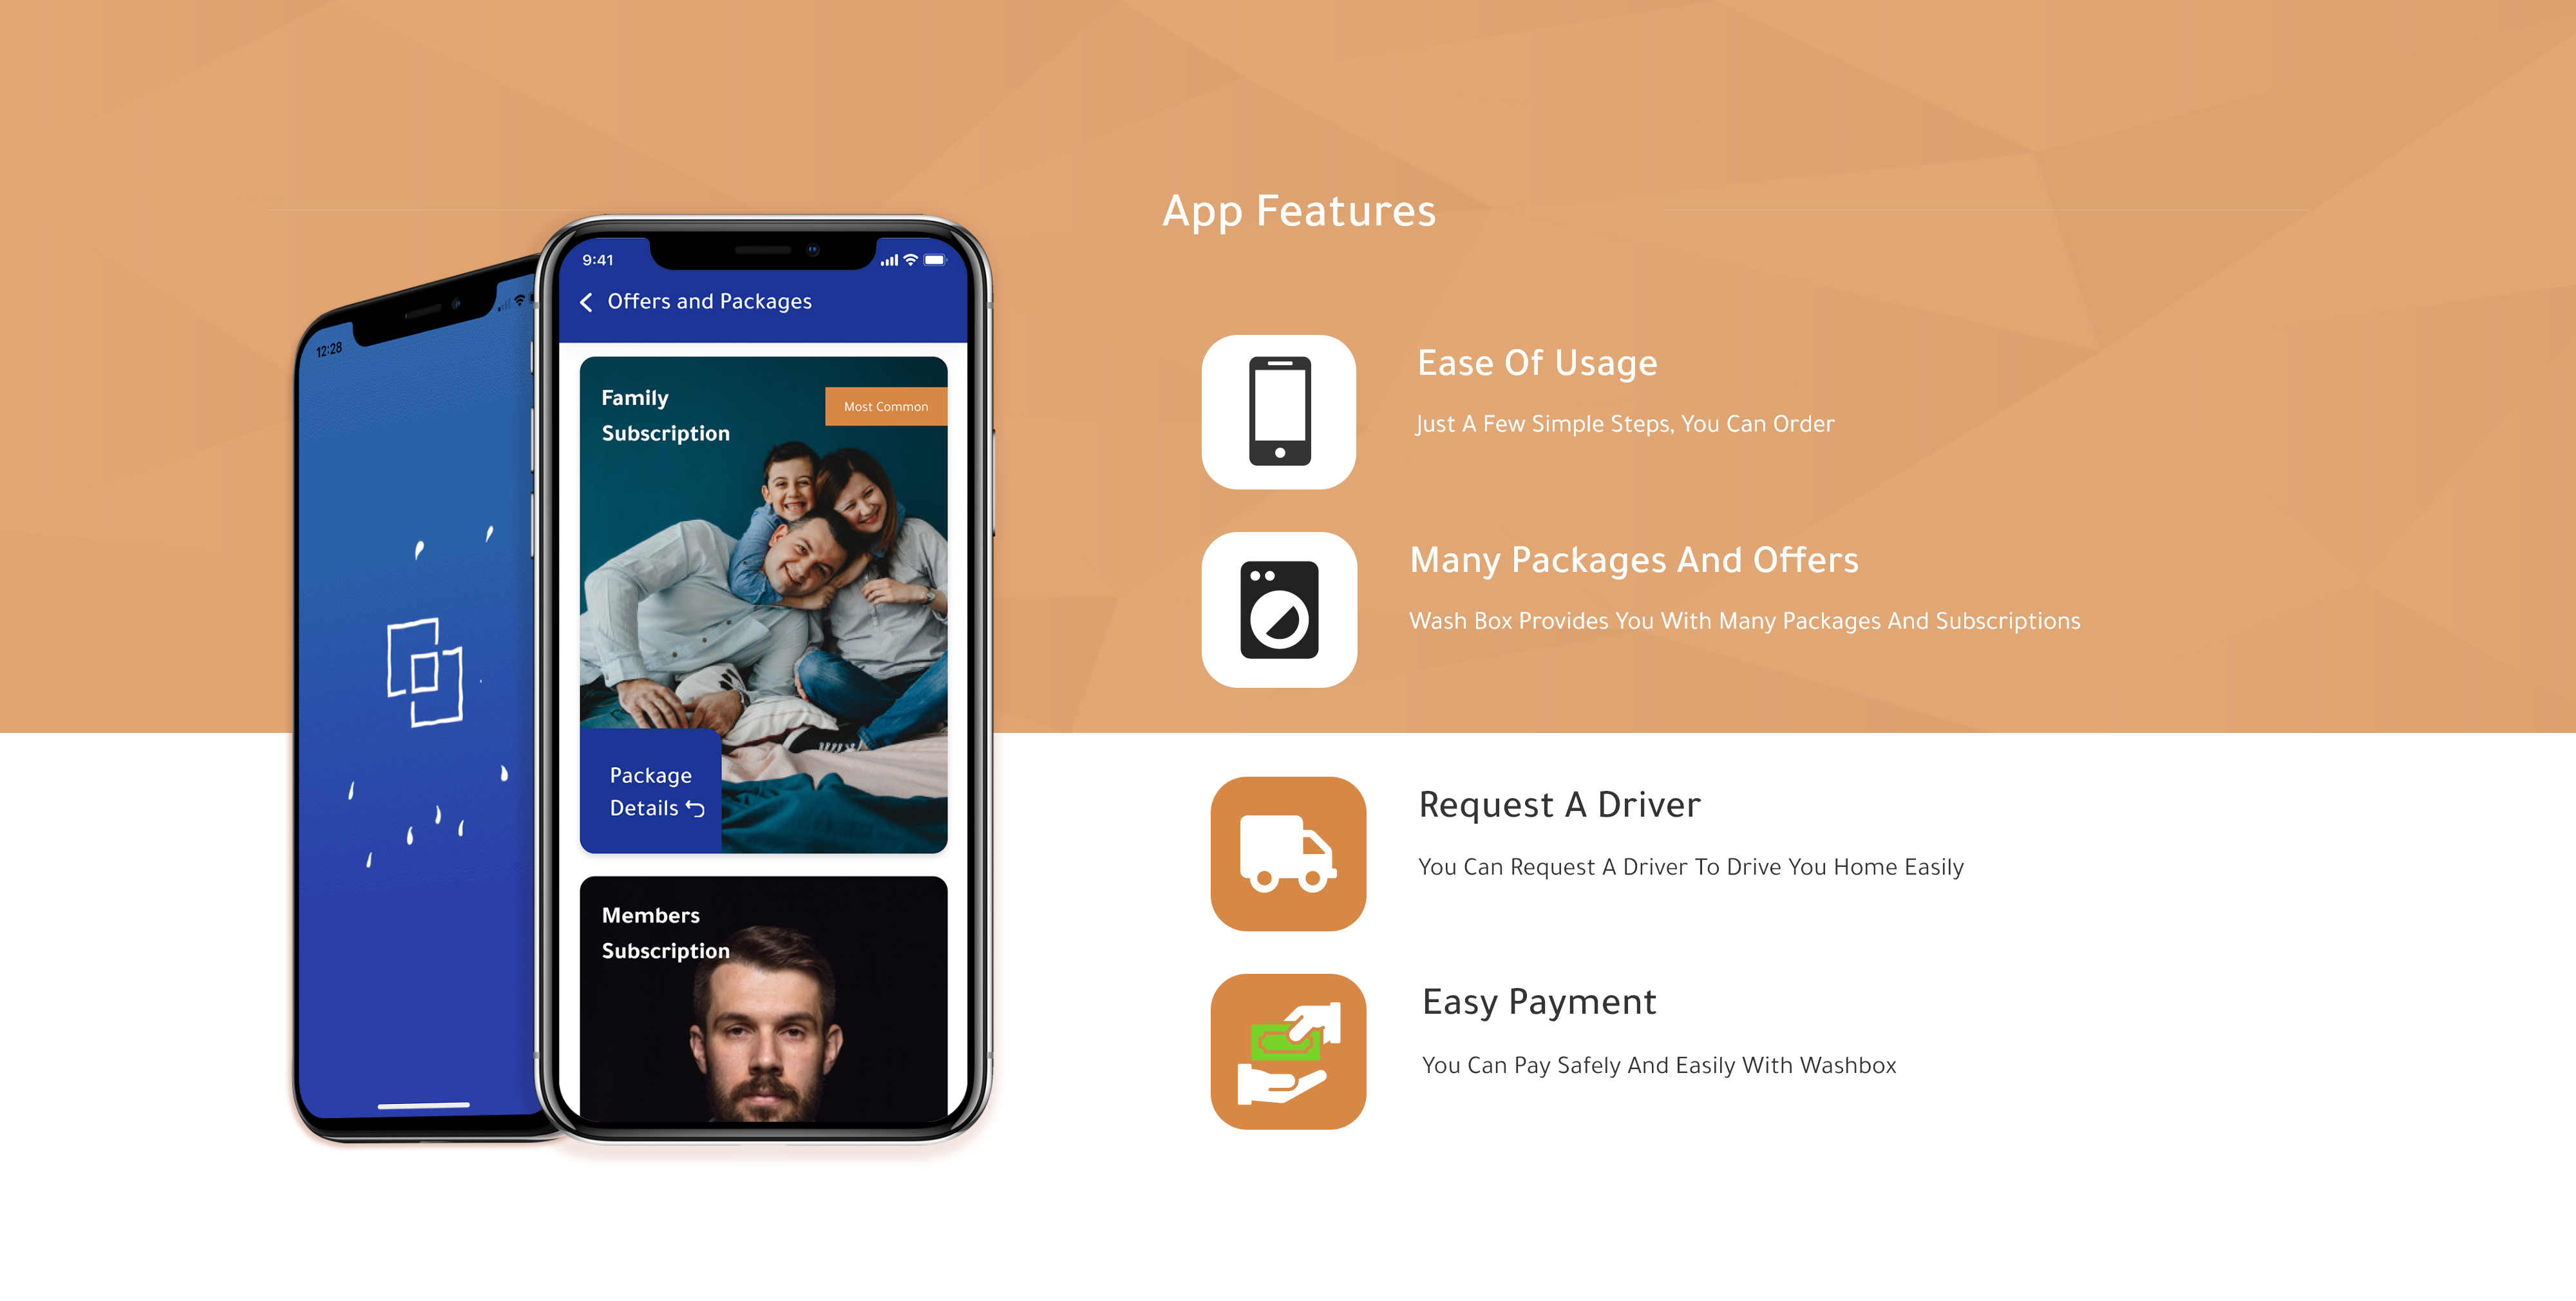 App Features
12:28
9:41
Offers and Packages
Family
Subscription
Most Common
Package
Details
Members
Subscription
Ease Of Usage
Just A Few Simple Steps, You Can Order
Many Packages And Offers
Wash Box Provides You With Many Packages And Subscriptions
Request A Driver
You Can Request A Driver To Drive You Home Easily
Easy Payment
You Can Pay Safely And Easily With Washbox